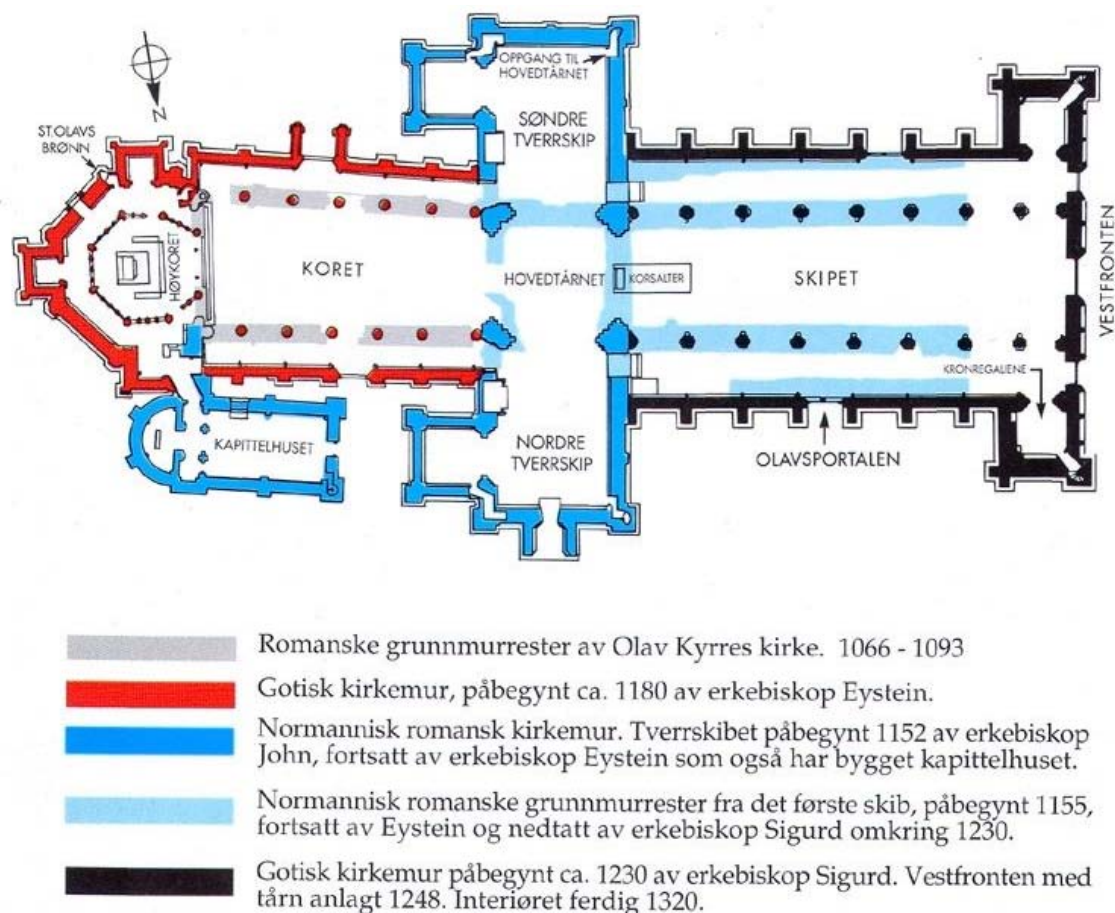 OPPGANG TIL
HOVEDTÅRNET
N
SØNDRE
TVERRSKIP
ST.OLAVS
BRØNN
HØYKORET
KORET
HOVEDTÅRNET
KORSALTER
SKIPET
VESTFRONTEN
KRONREGALIENE
KAPITTELHUSET
NORDRE
TVERRSKIP
OLAVSPORTALEN
Romanske grunnmurrester av Olav Kyrres kirke. 1066 - 1093
Gotisk kirkemur, påbegynt ca. 1180 av erkebiskop Eystein.
Normannisk romansk kirkemur. Tverrskibet påbegynt 1152 av erkebiskop
John, fortsatt av erkebiskop Eystein som også har bygget kapittelhuset.
Normannisk romanske grunnmurrester fra det første skib, påbegynt 1155,
fortsatt av Eystein og nedtatt av erkebiskop Sigurd omkring 1230.
Gotisk kirkemur påbegynt ca. 1230 av erkebiskop Sigurd. Vestfronten med
tårn anlagt 1248. Interiøret ferdig 1320.